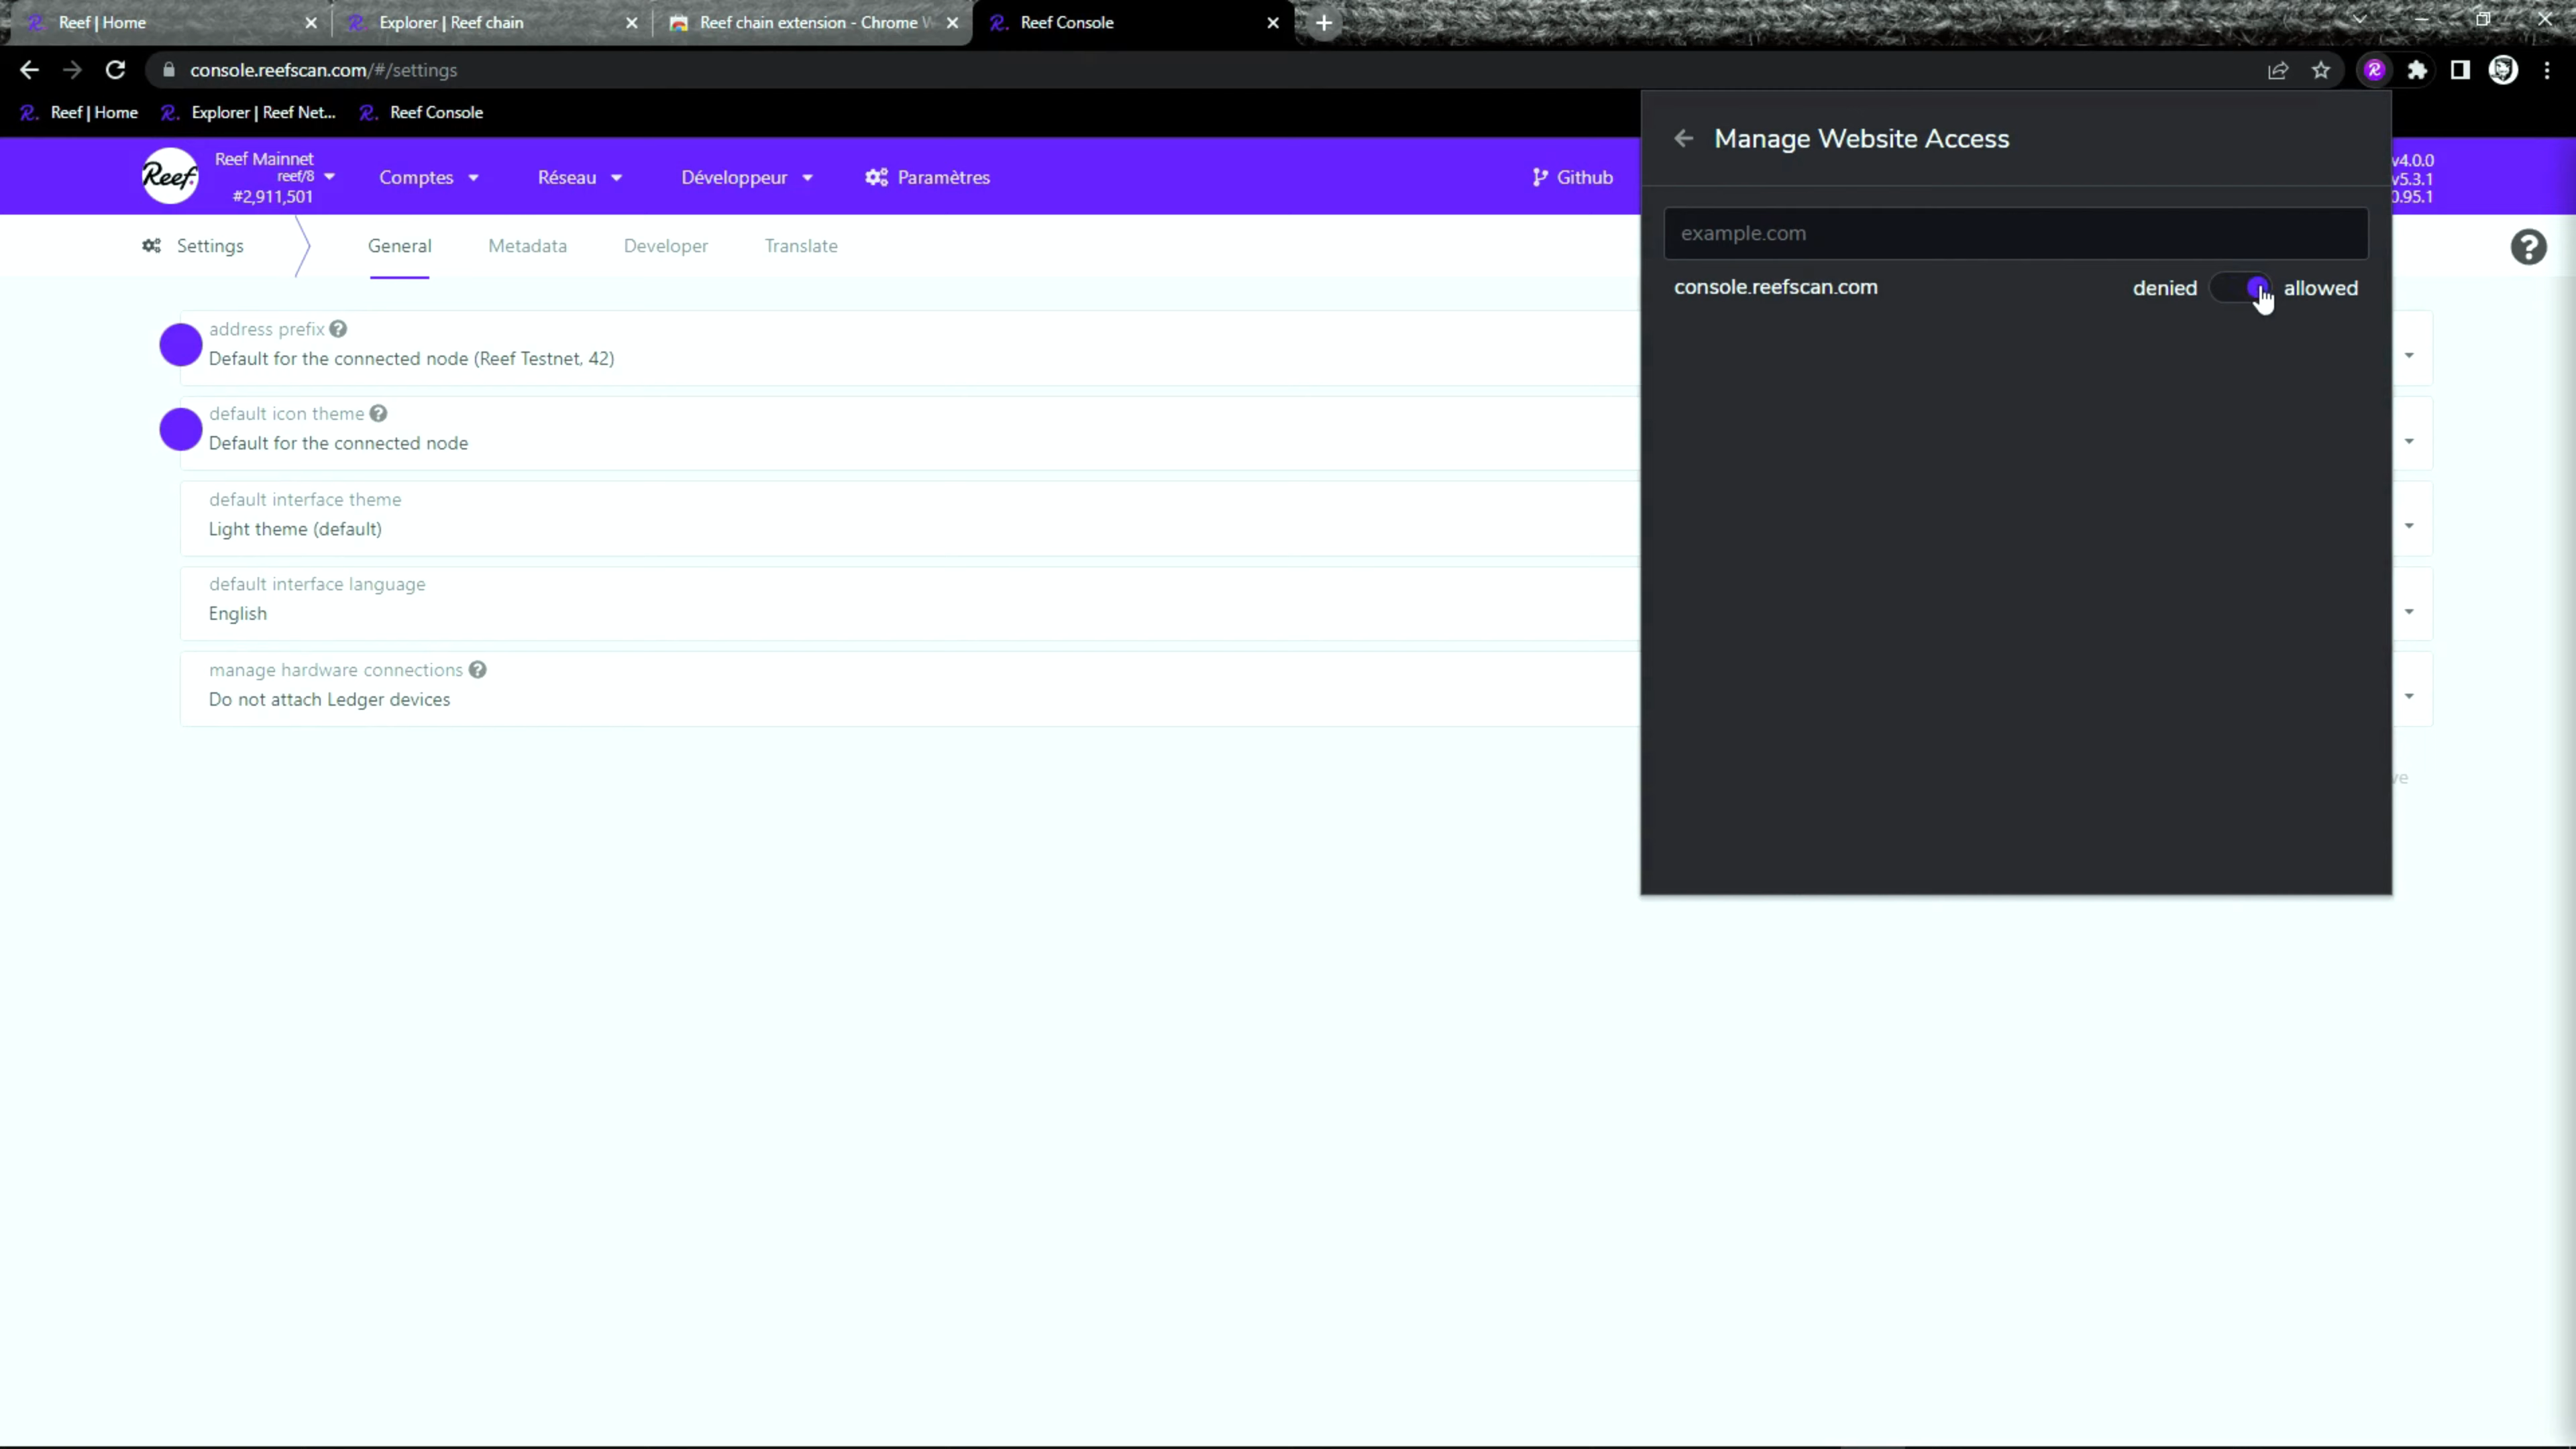 Reef | Home
Explorer | Reef chain
Reef chain extension - Chrome
Reef Console
console.reefscan.com/#/settings
Reef | Home
Explorer | Reef Net...
Reef Console
Manage Website Access
Reef.
Reef Mainnet
reef/8
#2,911,501
Comptes
Réseau
Développeur
Paramètres
Github
v4.0.0
v5.3.1
0.95.1
Settings
General
Metadata
Developer
Translate
example.com
console.reefscan.com
denied
allowed
address prefix
Default for the connected node (Reef Testnet, 42)
default icon theme
Default for the connected node
default interface theme
Light theme (default)
default interface language
English
manage hardware connections
Do not attach Ledger devices